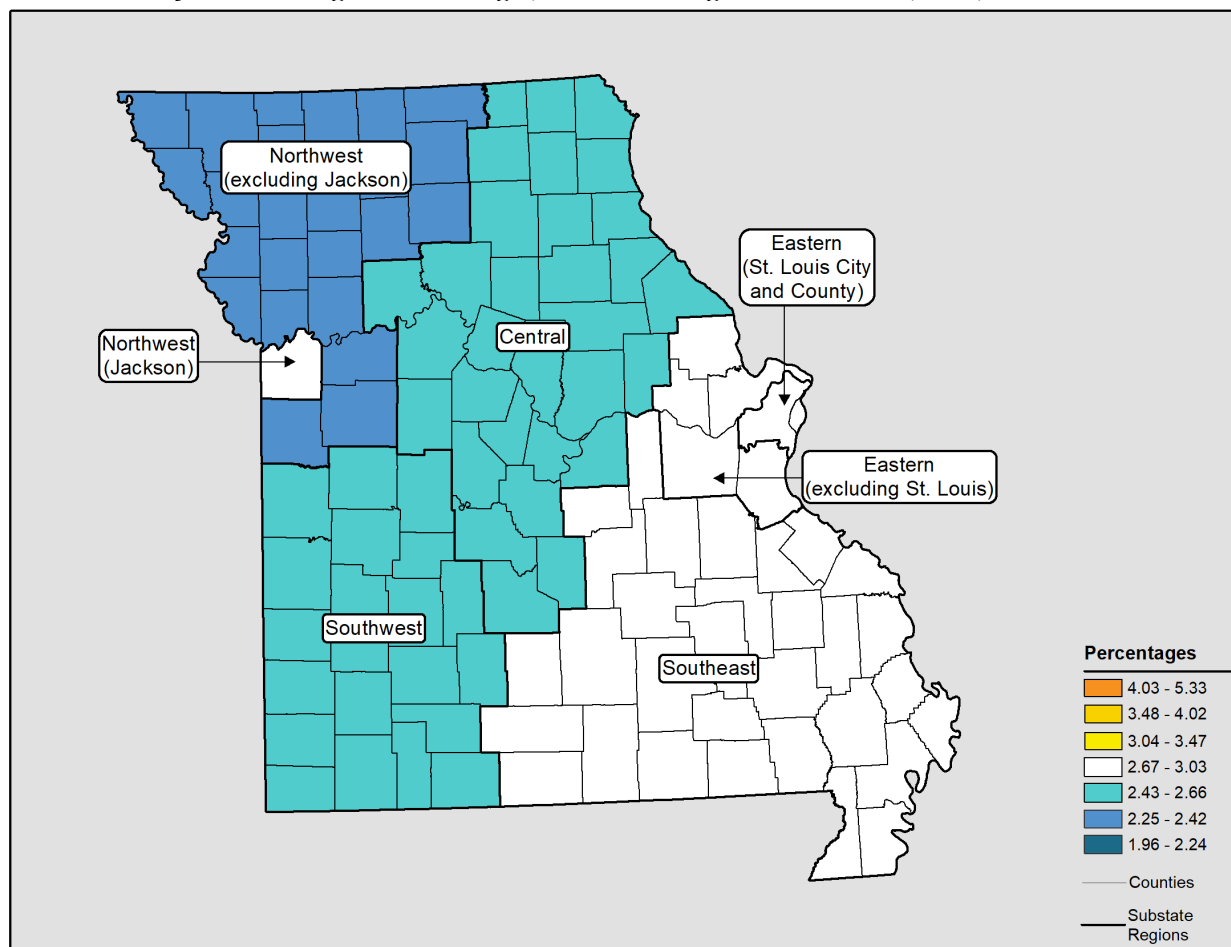 Northwest
(excluding Jackson)
Eastern
(St. Louis City
and County)
Central
Northwest
(Jackson)
Eastern
(excluding St. Louis)
Southwest
Southeast
Percentages
4.03 - 5.33
3.48 - 4.02
3.04 - 3.47
2.67 - 3.03
2.43 - 2.66
2.25 - 2.42
1.96 - 2.24
Counties
Substate
Regions